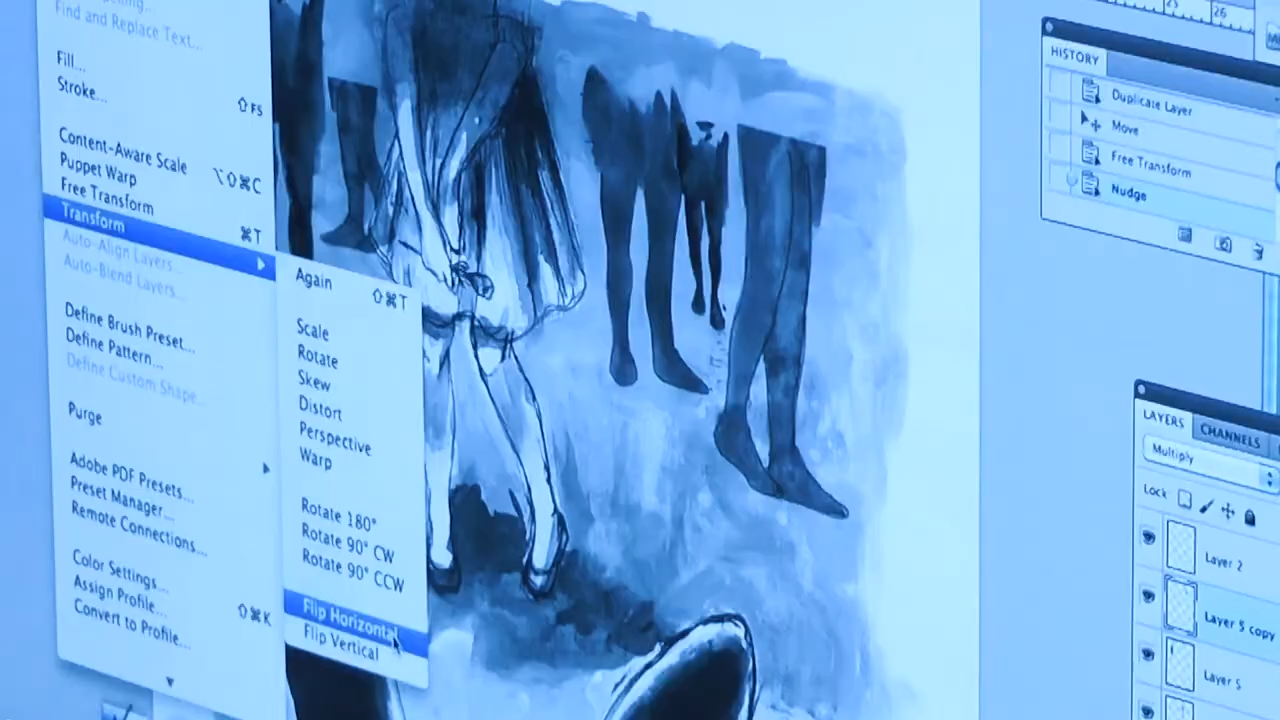 Find and Replace Text...
Fill...
Stroke...
⇧F5
Content-Aware Scale ⌥⇧⌘C
Puppet Warp
Free Transform ⌘T
Transform
Auto-Align Layers...
Auto-Blend Layers...
Define Brush Preset...
Define Pattern...
Define Custom Shape...
Purge
Adobe PDF Presets...
Preset Manager...
Remote Connections...
Color Settings... ⇧⌘K
Assign Profile...
Convert to Profile...
Again ⇧⌘T
Scale
Rotate
Skew
Distort
Perspective
Warp
Rotate 180°
Rotate 90° CW
Rotate 90° CCW
Flip Horizontal
Flip Vertical
25 26
HISTORY
Duplicate Layer
Move
Free Transform
Nudge
LAYERS CHANNELS
Multiply
Lock
Layer 2
Layer 5 copy
Layer 5